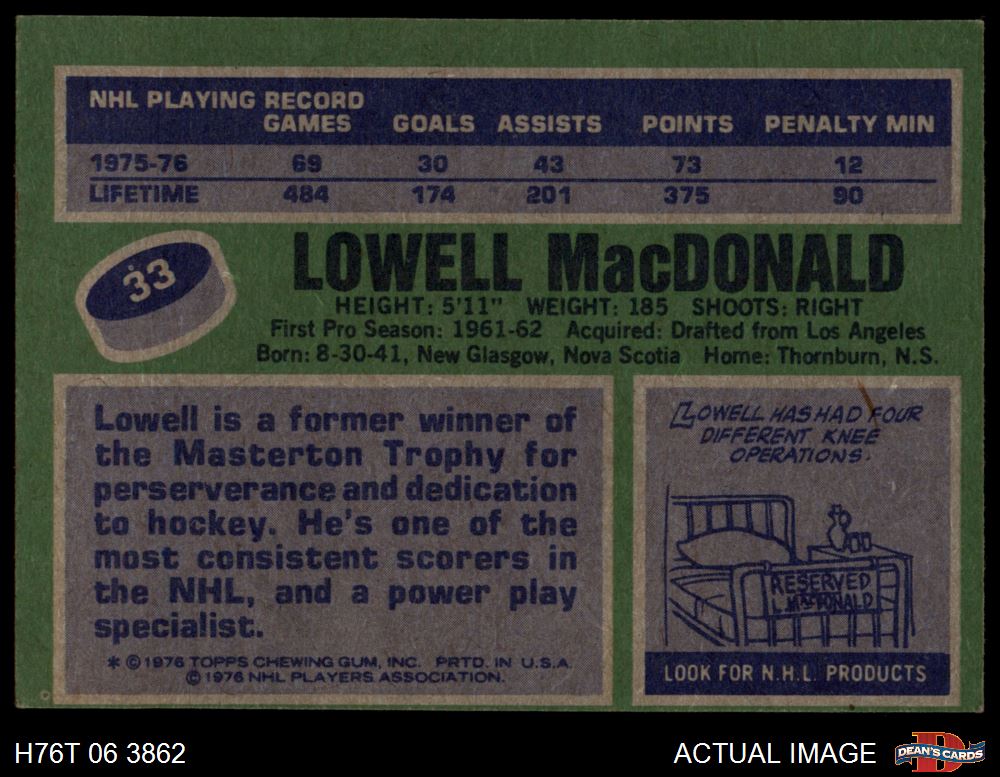 NHL PLAYING RECORD
GAMES GOALS ASSISTS POINTS PENALTY MIN
1975-76 69 30 43 73 12
LIFETIME 484 174 201 375 90
33
LOWELL MacDONALD
HEIGHT: 5'11" WEIGHT: 185 SHOOTS: RIGHT
First Pro Season: 1961-62 Acquired: Drafted from Los Angeles
Born: 8-30-41, New Glasgow, Nova Scotia Home: Thornburn, N.S.
Lowell is a former winner of
the Masterton Trophy for
perserverance and dedication
to hockey. He's one of the
most consistent scorers in
the NHL, and a power play
specialist.
* © 1976 TOPPS CHEWING GUM, INC. PRTD. IN U.S.A.
© 1976 NHL PLAYERS ASSOCIATION.
LOWELL HAS HAD FOUR
DIFFERENT KNEE
OPERATIONS.
RESERVED
L. MacDONALD
LOOK FOR N.H.L. PRODUCTS
H76T 06 3862
ACTUAL IMAGE
D
DEAN'S CARDS